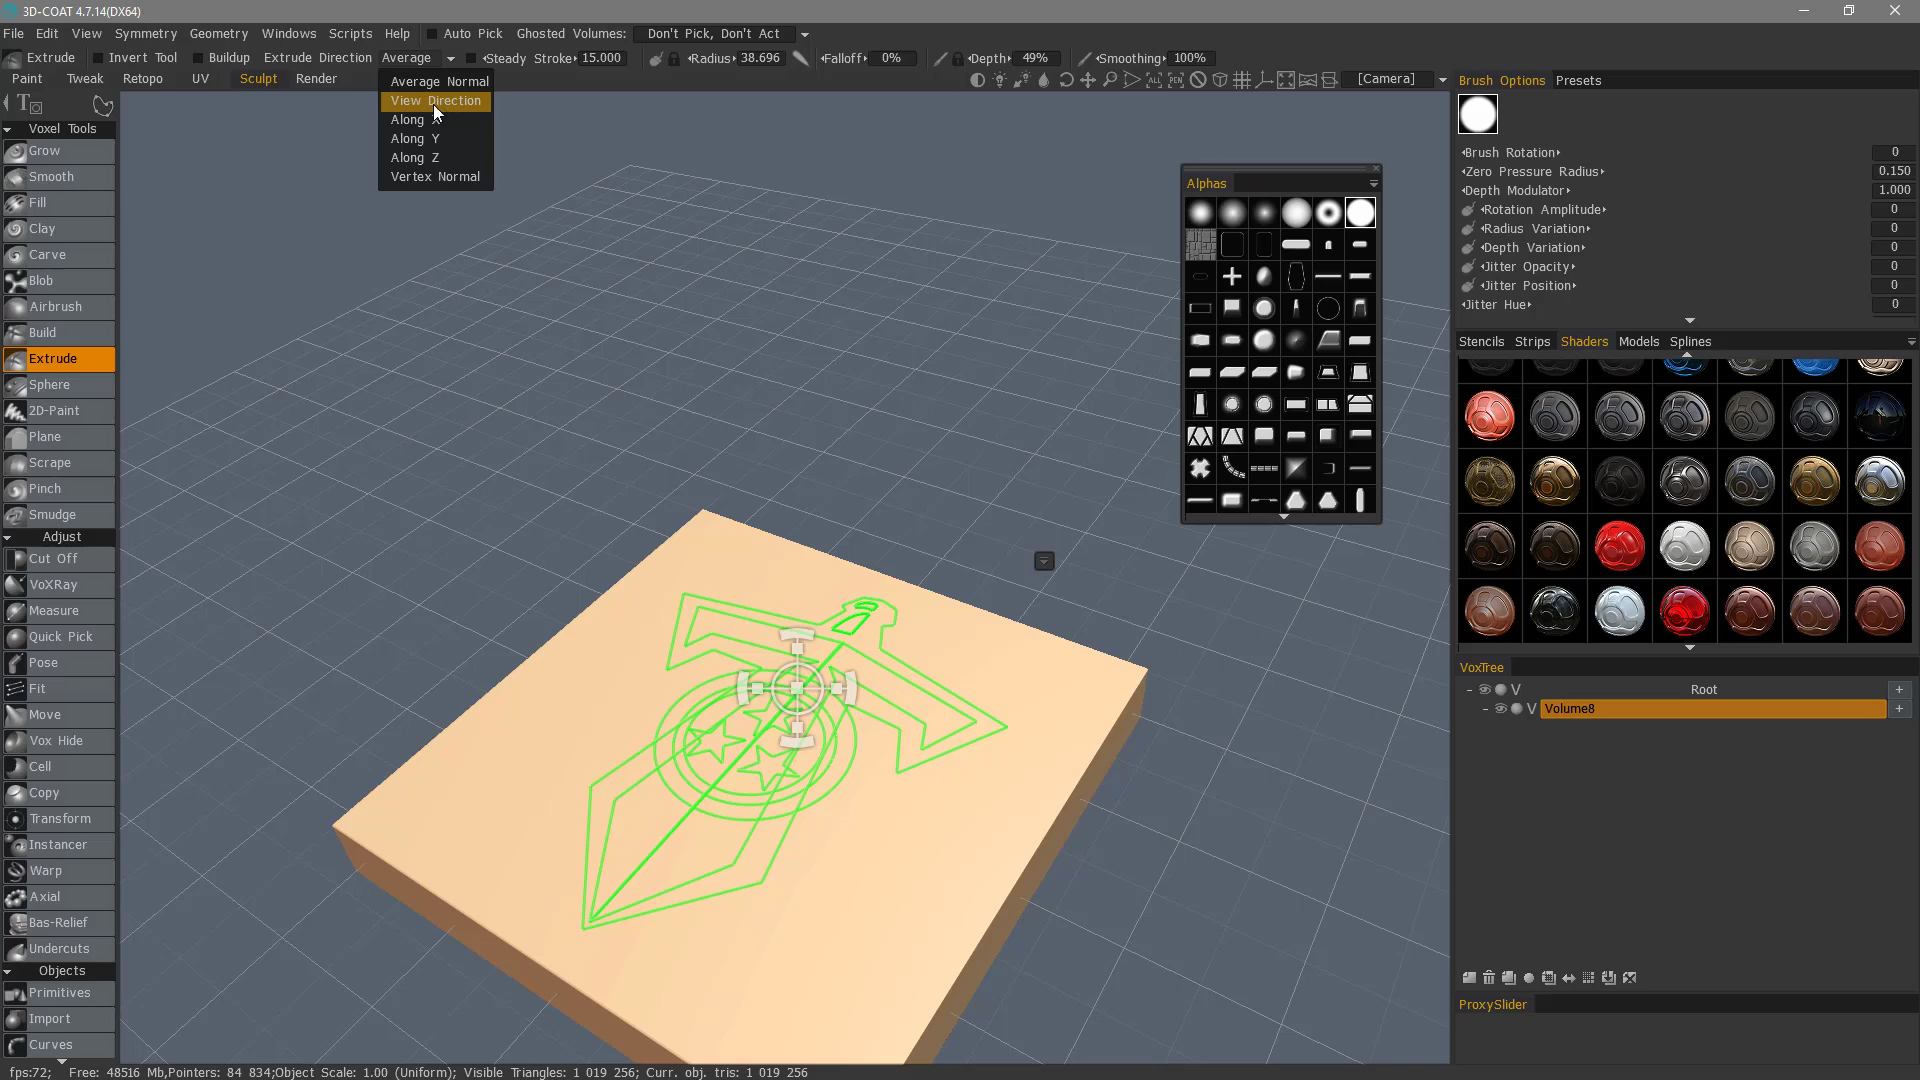 3D-COAT 4.7.14(DX64)
File Edit View Symmetry Geometry Windows Scripts Help Auto Pick Ghosted Volumes: Don't Pick, Don't Act
Extrude Invert Tool Buildup Extrude Direction Average Steady Stroke 15.000 Radius 38.696 Falloff 0% Depth 49% Smoothing 100%
Paint Tweak Retopo UV Sculpt Render [Camera]
Average Normal
View Direction
Along X
Along Y
Along Z
Vertex Normal
Voxel Tools
Grow
Smooth
Fill
Clay
Carve
Blob
Airbrush
Build
Extrude
Sphere
2D-Paint
Plane
Scrape
Pinch
Smudge
Adjust
Cut Off
VoXRay
Measure
Quick Pick
Pose
Fit
Move
Vox Hide
Cell
Copy
Transform
Instancer
Warp
Axial
Bas-Relief
Undercuts
Objects
Primitives
Import
Curves
Alphas
Brush Options Presets
Brush Rotation 0
Zero Pressure Radius 0.150
Depth Modulator 1.000
Rotation Amplitude 0
Radius Variation 0
Depth Variation 0
Jitter Opacity 0
Jitter Position 0
Jitter Hue 0
Stencils Strips Shaders Models Splines
VoxTree
V Root +
V Volume8 +
ProxySlider
fps:72; Free: 48516 Mb,Pointers: 84 834;Object Scale: 1.00 (Uniform); Visible Triangles: 1 019 256; Curr. obj. tris: 1 019 256